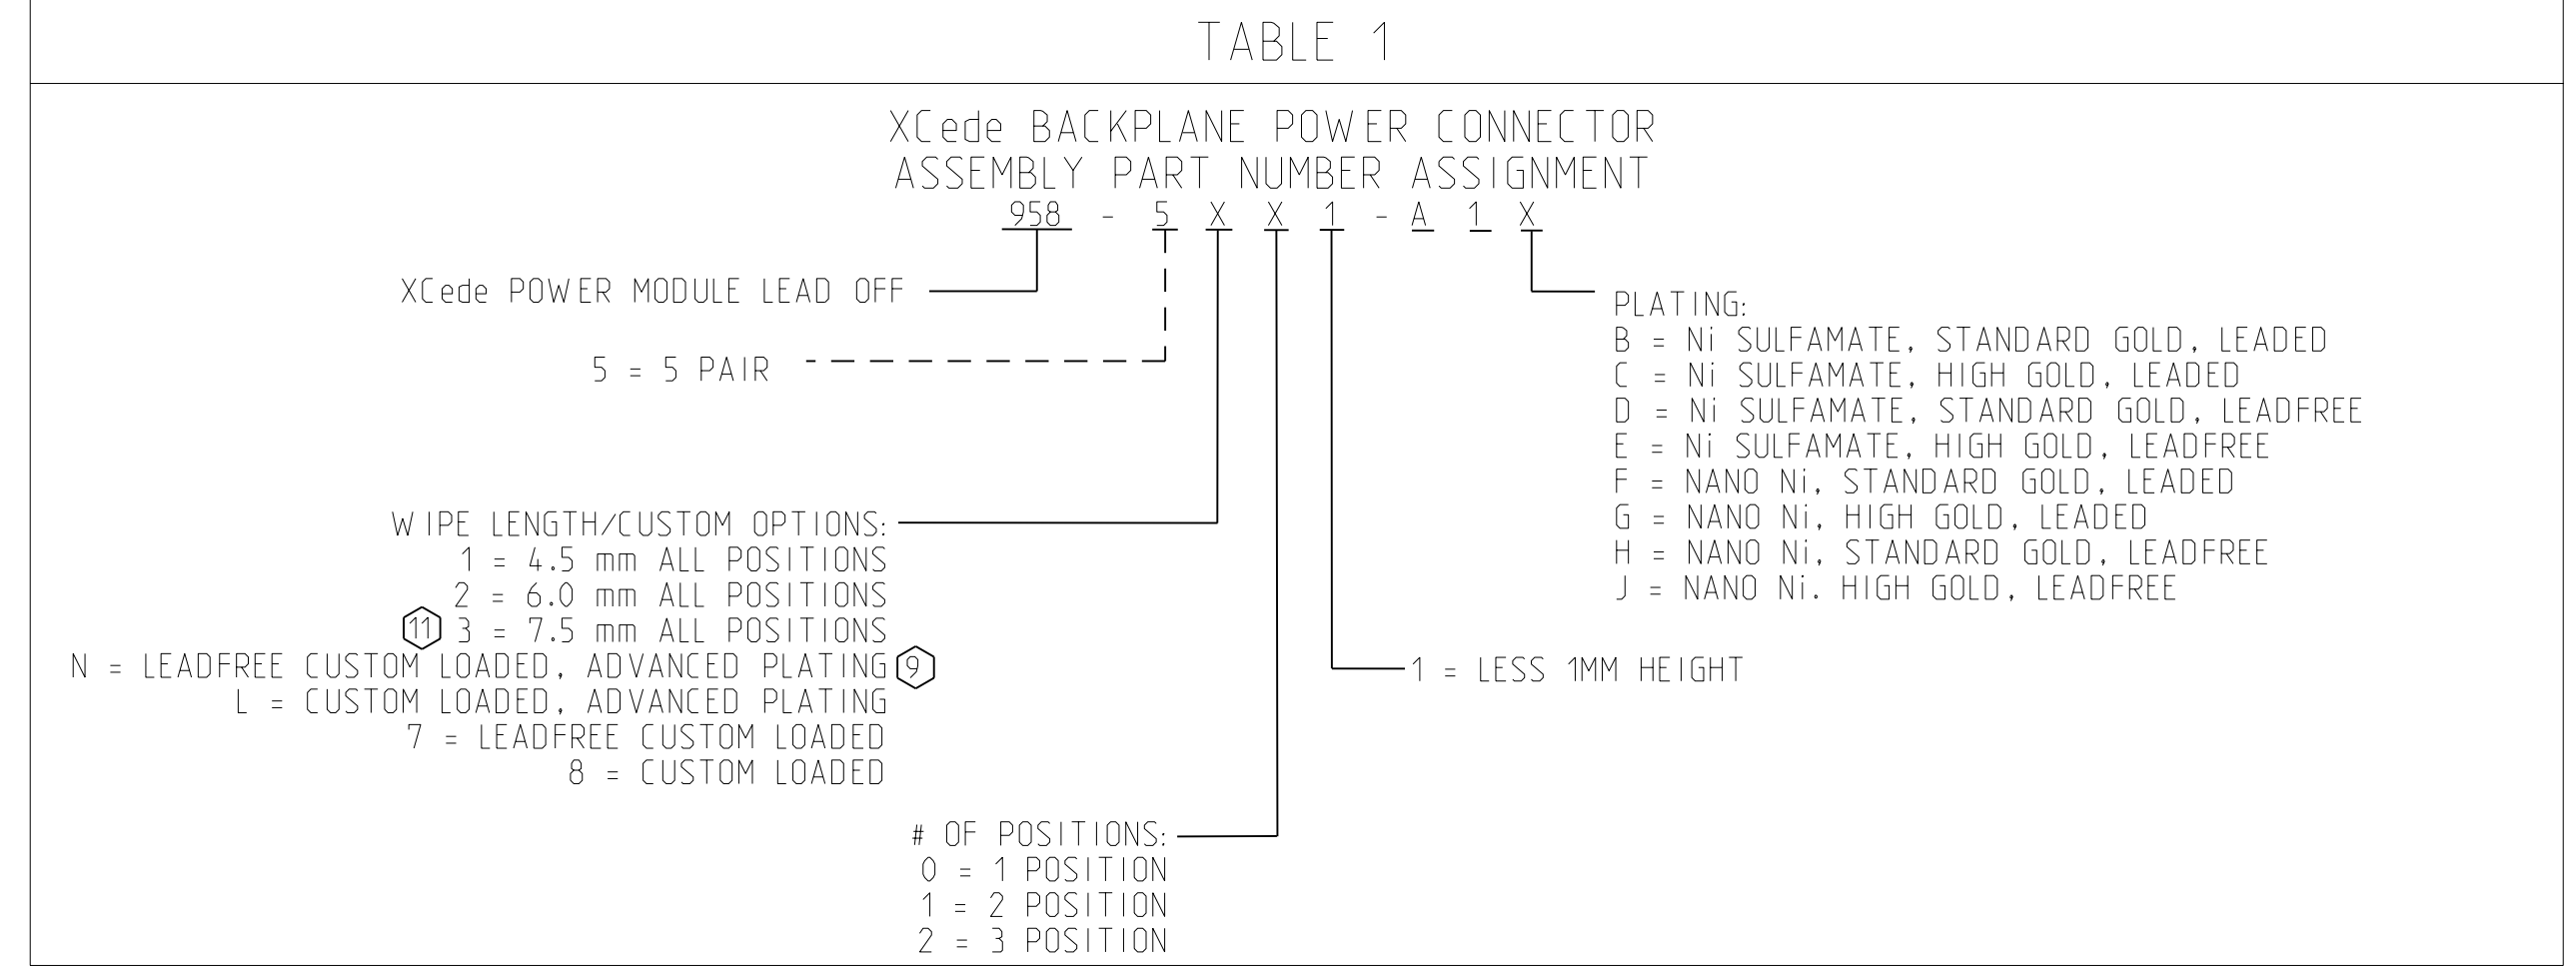 TABLE 1
XCede BACKPLANE POWER CONNECTOR
ASSEMBLY PART NUMBER ASSIGNMENT
958 - 5 X X 1 - A 1 X
XCede POWER MODULE LEAD OFF
5 = 5 PAIR
PLATING:
B = Ni SULFAMATE, STANDARD GOLD, LEADED
C = Ni SULFAMATE, HIGH GOLD, LEADED
D = Ni SULFAMATE, STANDARD GOLD, LEADFREE
E = Ni SULFAMATE, HIGH GOLD, LEADFREE
F = NANO Ni, STANDARD GOLD, LEADED
G = NANO Ni, HIGH GOLD, LEADED
H = NANO Ni, STANDARD GOLD, LEADFREE
J = NANO Ni. HIGH GOLD, LEADFREE
WIPE LENGTH/CUSTOM OPTIONS:
1 = 4.5 mm ALL POSITIONS
2 = 6.0 mm ALL POSITIONS
11 3 = 7.5 mm ALL POSITIONS
N = LEADFREE CUSTOM LOADED, ADVANCED PLATING 9
L = CUSTOM LOADED, ADVANCED PLATING
7 = LEADFREE CUSTOM LOADED
8 = CUSTOM LOADED
1 = LESS 1MM HEIGHT
# OF POSITIONS:
0 = 1 POSITION
1 = 2 POSITION
2 = 3 POSITION